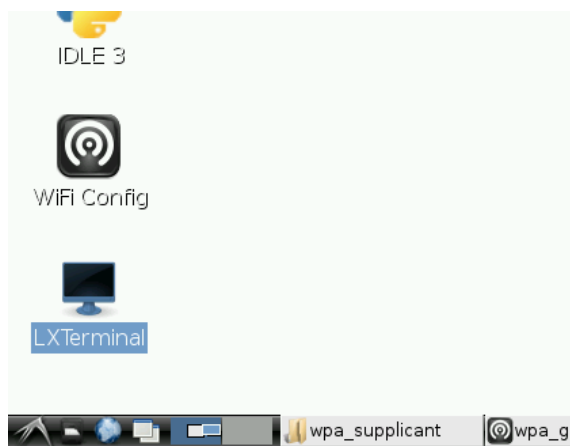 IDLE 3
WiFi Config
LXTerminal
wpa_supplicant
wpa_g